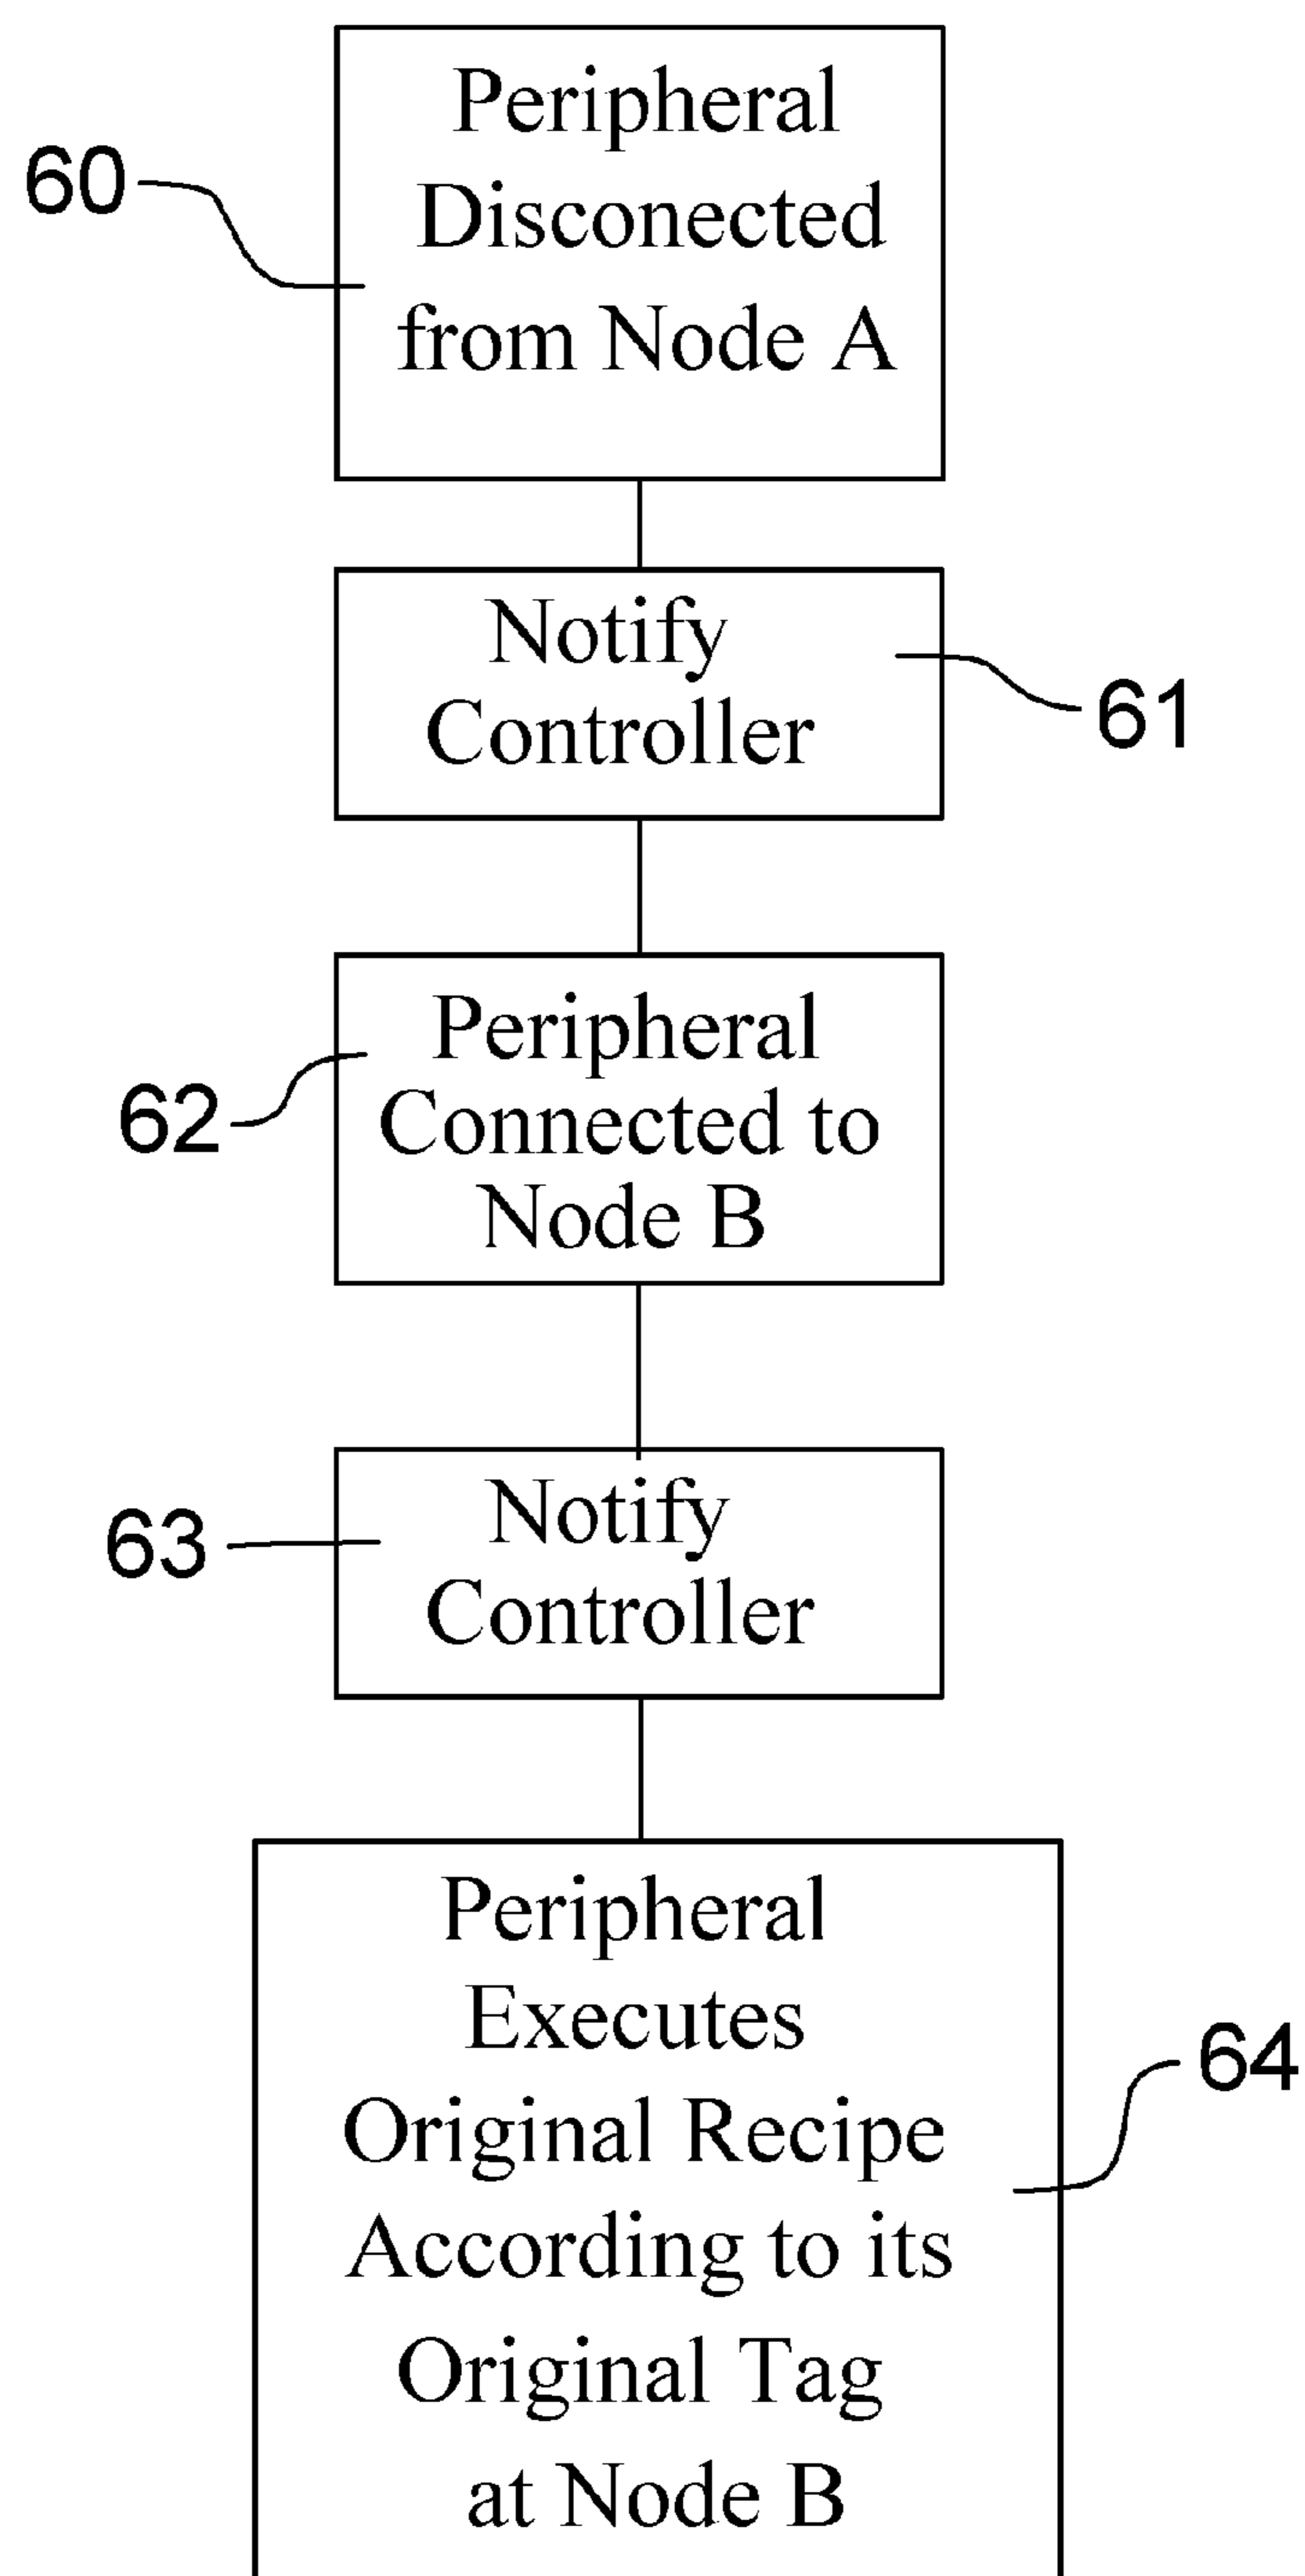 Peripheral
Disconected
from Node A
60
Notify
Controller
61
Peripheral
Connected to
Node B
62
Notify
Controller
63
Peripheral
Executes
Original Recipe
According to its
Original Tag
at Node B
64